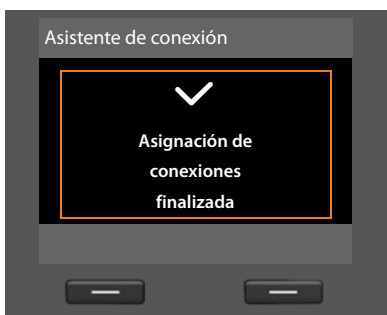 Asistente de conexión
Asignación de
conexiones
finalizada